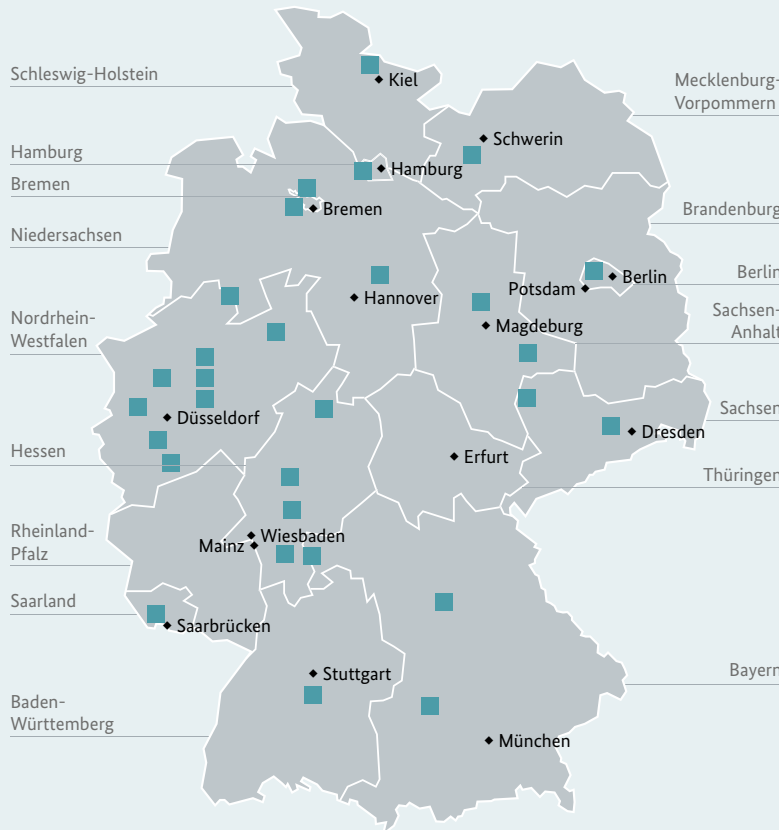 Schleswig-Holstein
Kiel
Mecklenburg-
Vorpommern
Schwerin
Hamburg
Hamburg
Bremen
Bremen
Brandenburg
Niedersachsen
Berlin
Berlin
Potsdam
Hannover
Nordrhein-
Westfalen
Sachsen-
Anhalt
Magdeburg
Düsseldorf
Sachsen
Dresden
Hessen
Erfurt
Thüringen
Rheinland-
Pfalz
Wiesbaden
Mainz
Saarland
Saarbrücken
Stuttgart
Bayern
Baden-
Württemberg
München